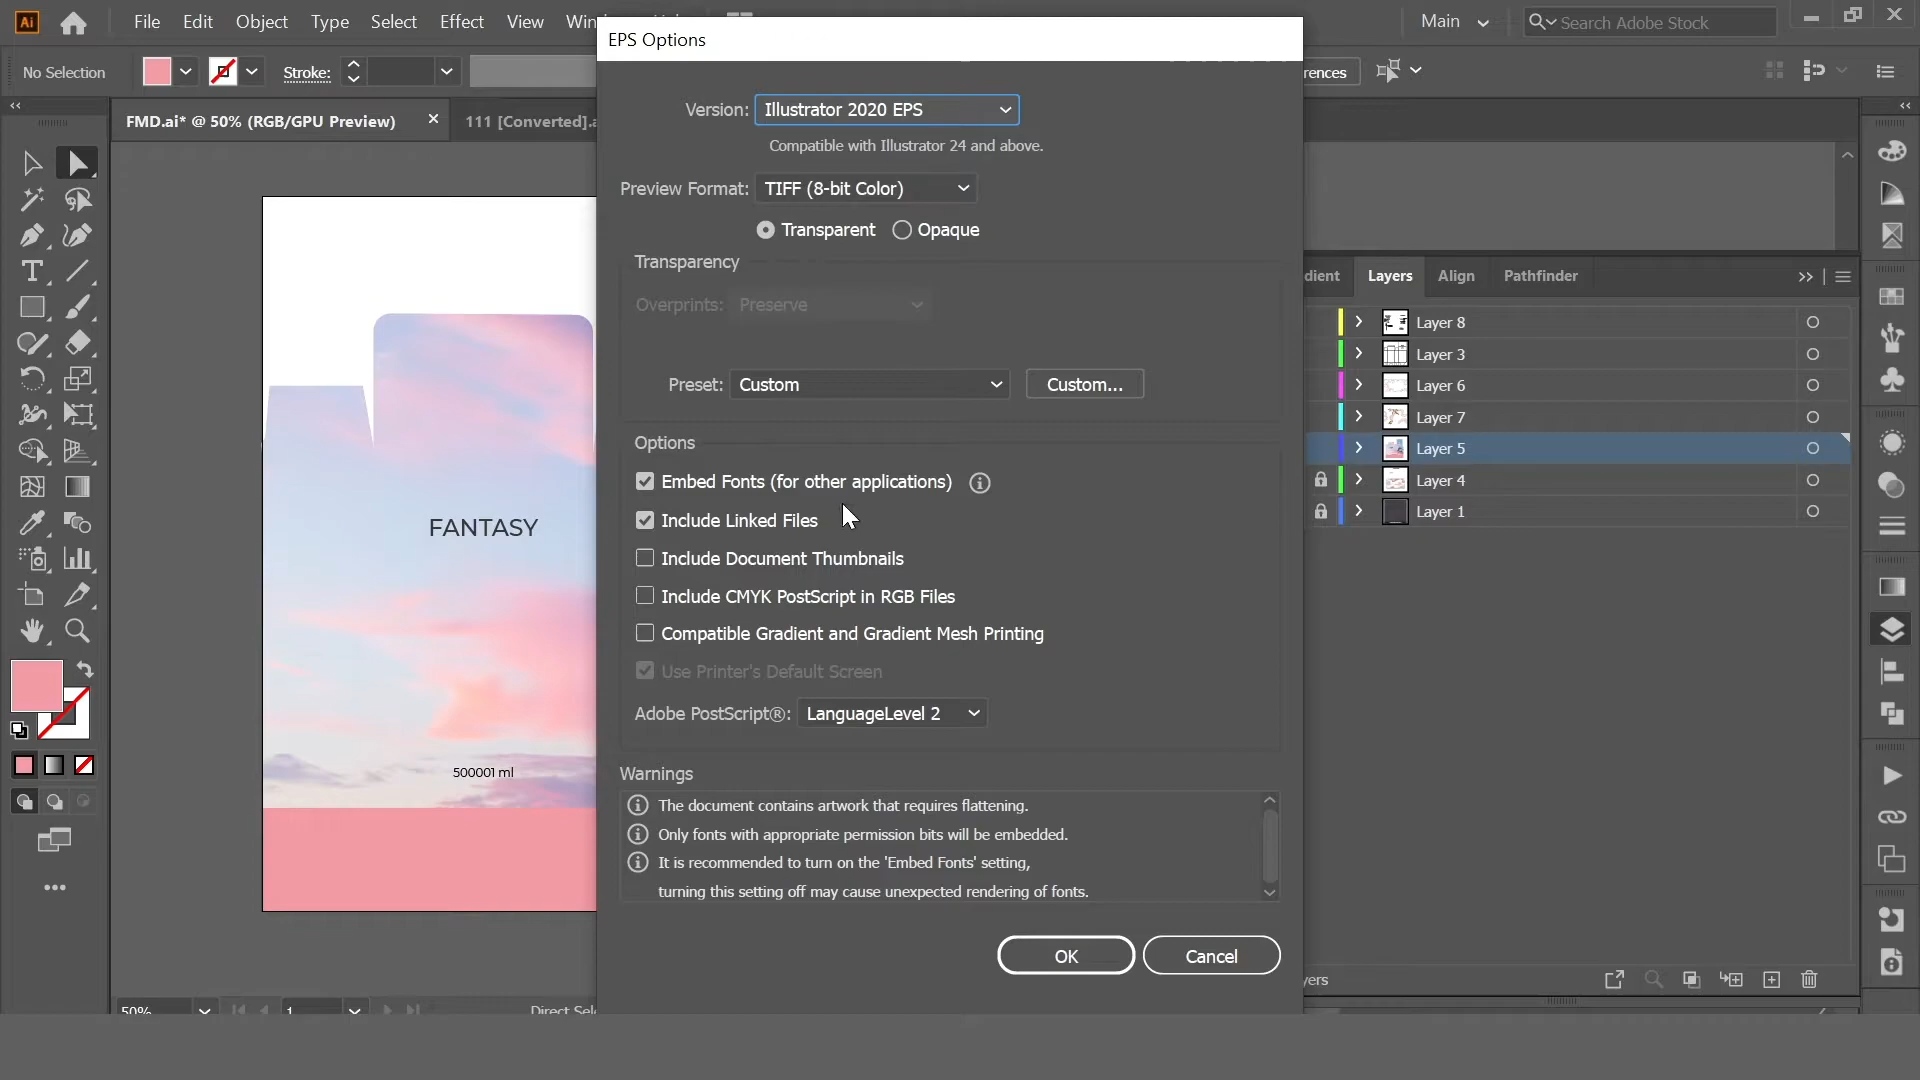 Ai File Edit Object Type Select Effect View
EPS Options
Main
Search Adobe Stock
No Selection
Stroke:
rences
FMD.ai* @ 50% (RGB/GPU Preview)
111 [Converted].a
Version: Illustrator 2020 EPS
Compatible with Illustrator 24 and above.
Preview Format: TIFF (8-bit Color)
Transparent Opaque
Transparency
Overprints: Preserve
Preset: Custom Custom...
Options
Embed Fonts (for other applications)
Include Linked Files
Include Document Thumbnails
Include CMYK PostScript in RGB Files
Compatible Gradient and Gradient Mesh Printing
Use Printer's Default Screen
Adobe PostScript®: LanguageLevel 2
Warnings
The document contains artwork that requires flattening.
Only fonts with appropriate permission bits will be embedded.
It is recommended to turn on the 'Embed Fonts' setting,
turning this setting off may cause unexpected rendering of fonts.
OK Cancel
FANTASY
500001 ml
dient Layers Align Pathfinder
Layer 8
Layer 3
Layer 6
Layer 7
Layer 5
Layer 4
Layer 1
yers
50%
1
Direct Sel